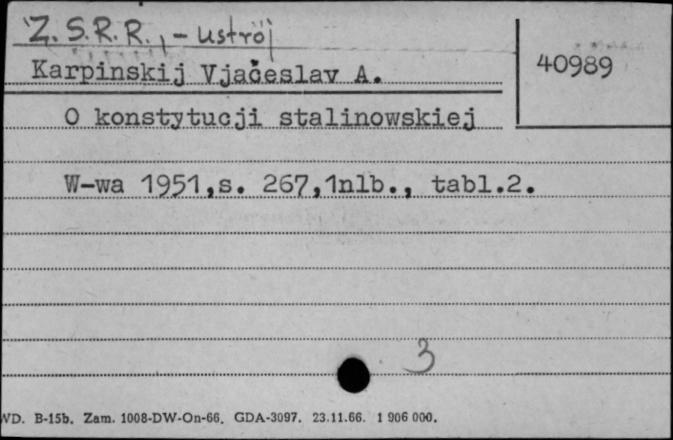 Z.S.R.R., - ustrój
Karpinskij Vjačeslav A.
40989
O konstytucji stalinowskiej
W-wa 1951,s. 267,1nlb., tabl.2.
3
WD. B-15b. Zam. 1008-DW-On-66. GDA-3097. 23.11.66. 1 906 000.